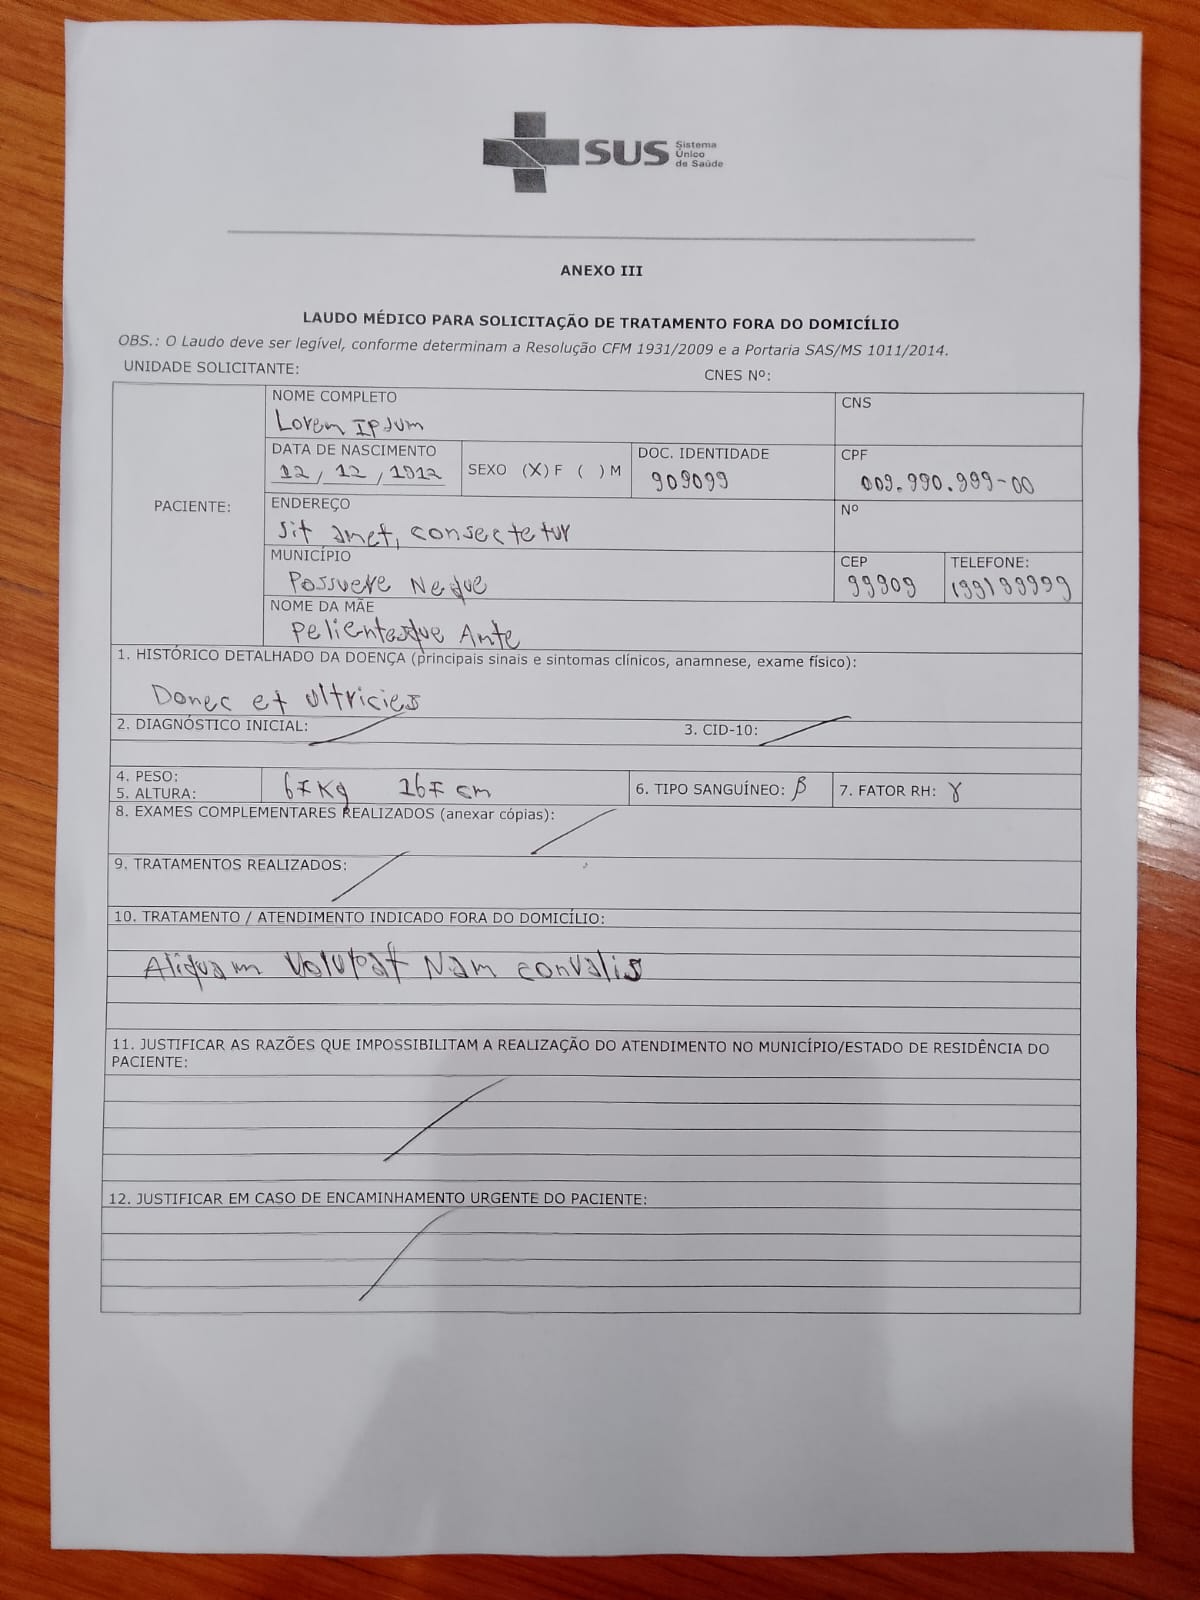 SUS Sistema
Único
de Saúde
ANEXO III
LAUDO MÉDICO PARA SOLICITAÇÃO DE TRATAMENTO FORA DO DOMICÍLIO
OBS.: O Laudo deve ser legível, conforme determinam a Resolução CFM 1931/2009 e a Portaria SAS/MS 1011/2014.
UNIDADE SOLICITANTE: CNES Nº:
PACIENTE:
NOME COMPLETO
Lorem Ipsum
CNS
DATA DE NASCIMENTO
12/12/1912
SEXO (X) F ( ) M
DOC. IDENTIDADE
909099
CPF
009.990.999-00
ENDEREÇO
Sit amet, consectetur
Nº
MUNICÍPIO
Possuere Neque
CEP
99909
TELEFONE:
199199999
NOME DA MÃE
Pelientesque Ante
1. HISTÓRICO DETALHADO DA DOENÇA (principais sinais e sintomas clínicos, anamnese, exame físico):
Donec et ultricies
2. DIAGNÓSTICO INICIAL: 3. CID-10:
4. PESO:
5. ALTURA:
67Kg 167 cm
6. TIPO SANGUÍNEO: β
7. FATOR RH: γ
8. EXAMES COMPLEMENTARES REALIZADOS (anexar cópias):
9. TRATAMENTOS REALIZADOS:
10. TRATAMENTO / ATENDIMENTO INDICADO FORA DO DOMICÍLIO:
Aliquam Volutpat Nam convalis
11. JUSTIFICAR AS RAZÕES QUE IMPOSSIBILITAM A REALIZAÇÃO DO ATENDIMENTO NO MUNICÍPIO/ESTADO DE RESIDÊNCIA DO
PACIENTE:
12. JUSTIFICAR EM CASO DE ENCAMINHAMENTO URGENTE DO PACIENTE: